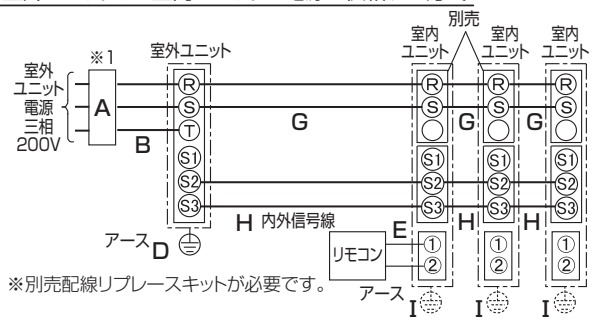 別売
※1
室外ユニット
室内
ユニット
室内
ユニット
室内
ユニット
室外
ユニット
電源
三相
200V
A
B
R
S
T
S1
S2
S3
G
H 内外信号線
アース D
R
S
S1
S2
S3
G
H
R
S
S1
S2
S3
G
H
R
S
S1
S2
S3
E
リモコン
①
②
①
②
①
②
※別売配線リプレースキットが必要です。
アース
I
I
I